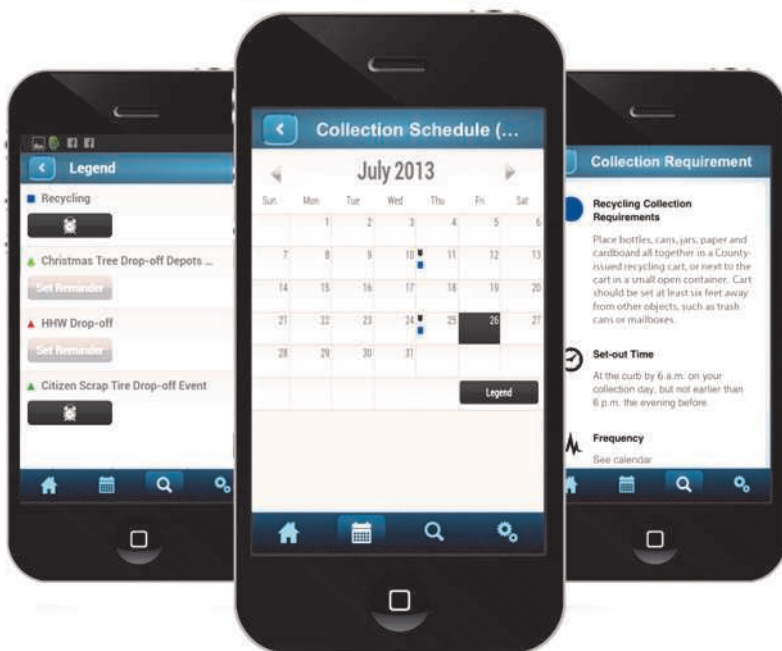 Legend
Recycling
Christmas Tree Drop-off Depots ...
Set Reminder
HHW Drop-off
Set Reminder
Citizen Scrap Tire Drop-off Event
Collection Schedule (...
July 2013
Sun Mon Tue Wed Thu Fri Sat
1 2 3 4 5 6
7 8 9 10 11 12 13
14 15 16 17 18 19 20
21 22 23 24 25 26 27
28 29 30 31
Legend
Collection Requirement
Recycling Collection
Requirements
Place bottles, cans, jars, paper and
cardboard all together in a County-
issued recycling cart, or next to the
cart in a small open container. Cart
should be set at least six feet away
from other objects, such as trash
cans or mailboxes.
Set-out Time
At the curb by 6 a.m. on your
collection day, but not earlier than
6 p.m. the evening before.
Frequency
See calendar